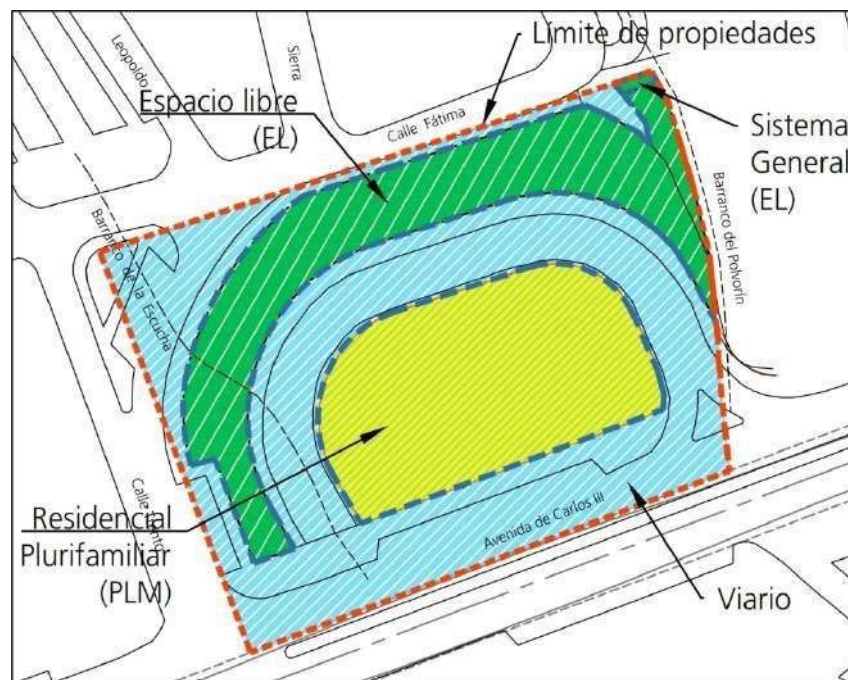 Límite de propiedades
Leopoldo
Sierra
Espacio libre
(EL)
Calle Fátima
Sistema
General
(EL)
Barranco de la Escucha
Barranco del Polvorín
Residencial
Plurifamiliar
(PLM)
Calle
Avenida de Carlos III
Viario